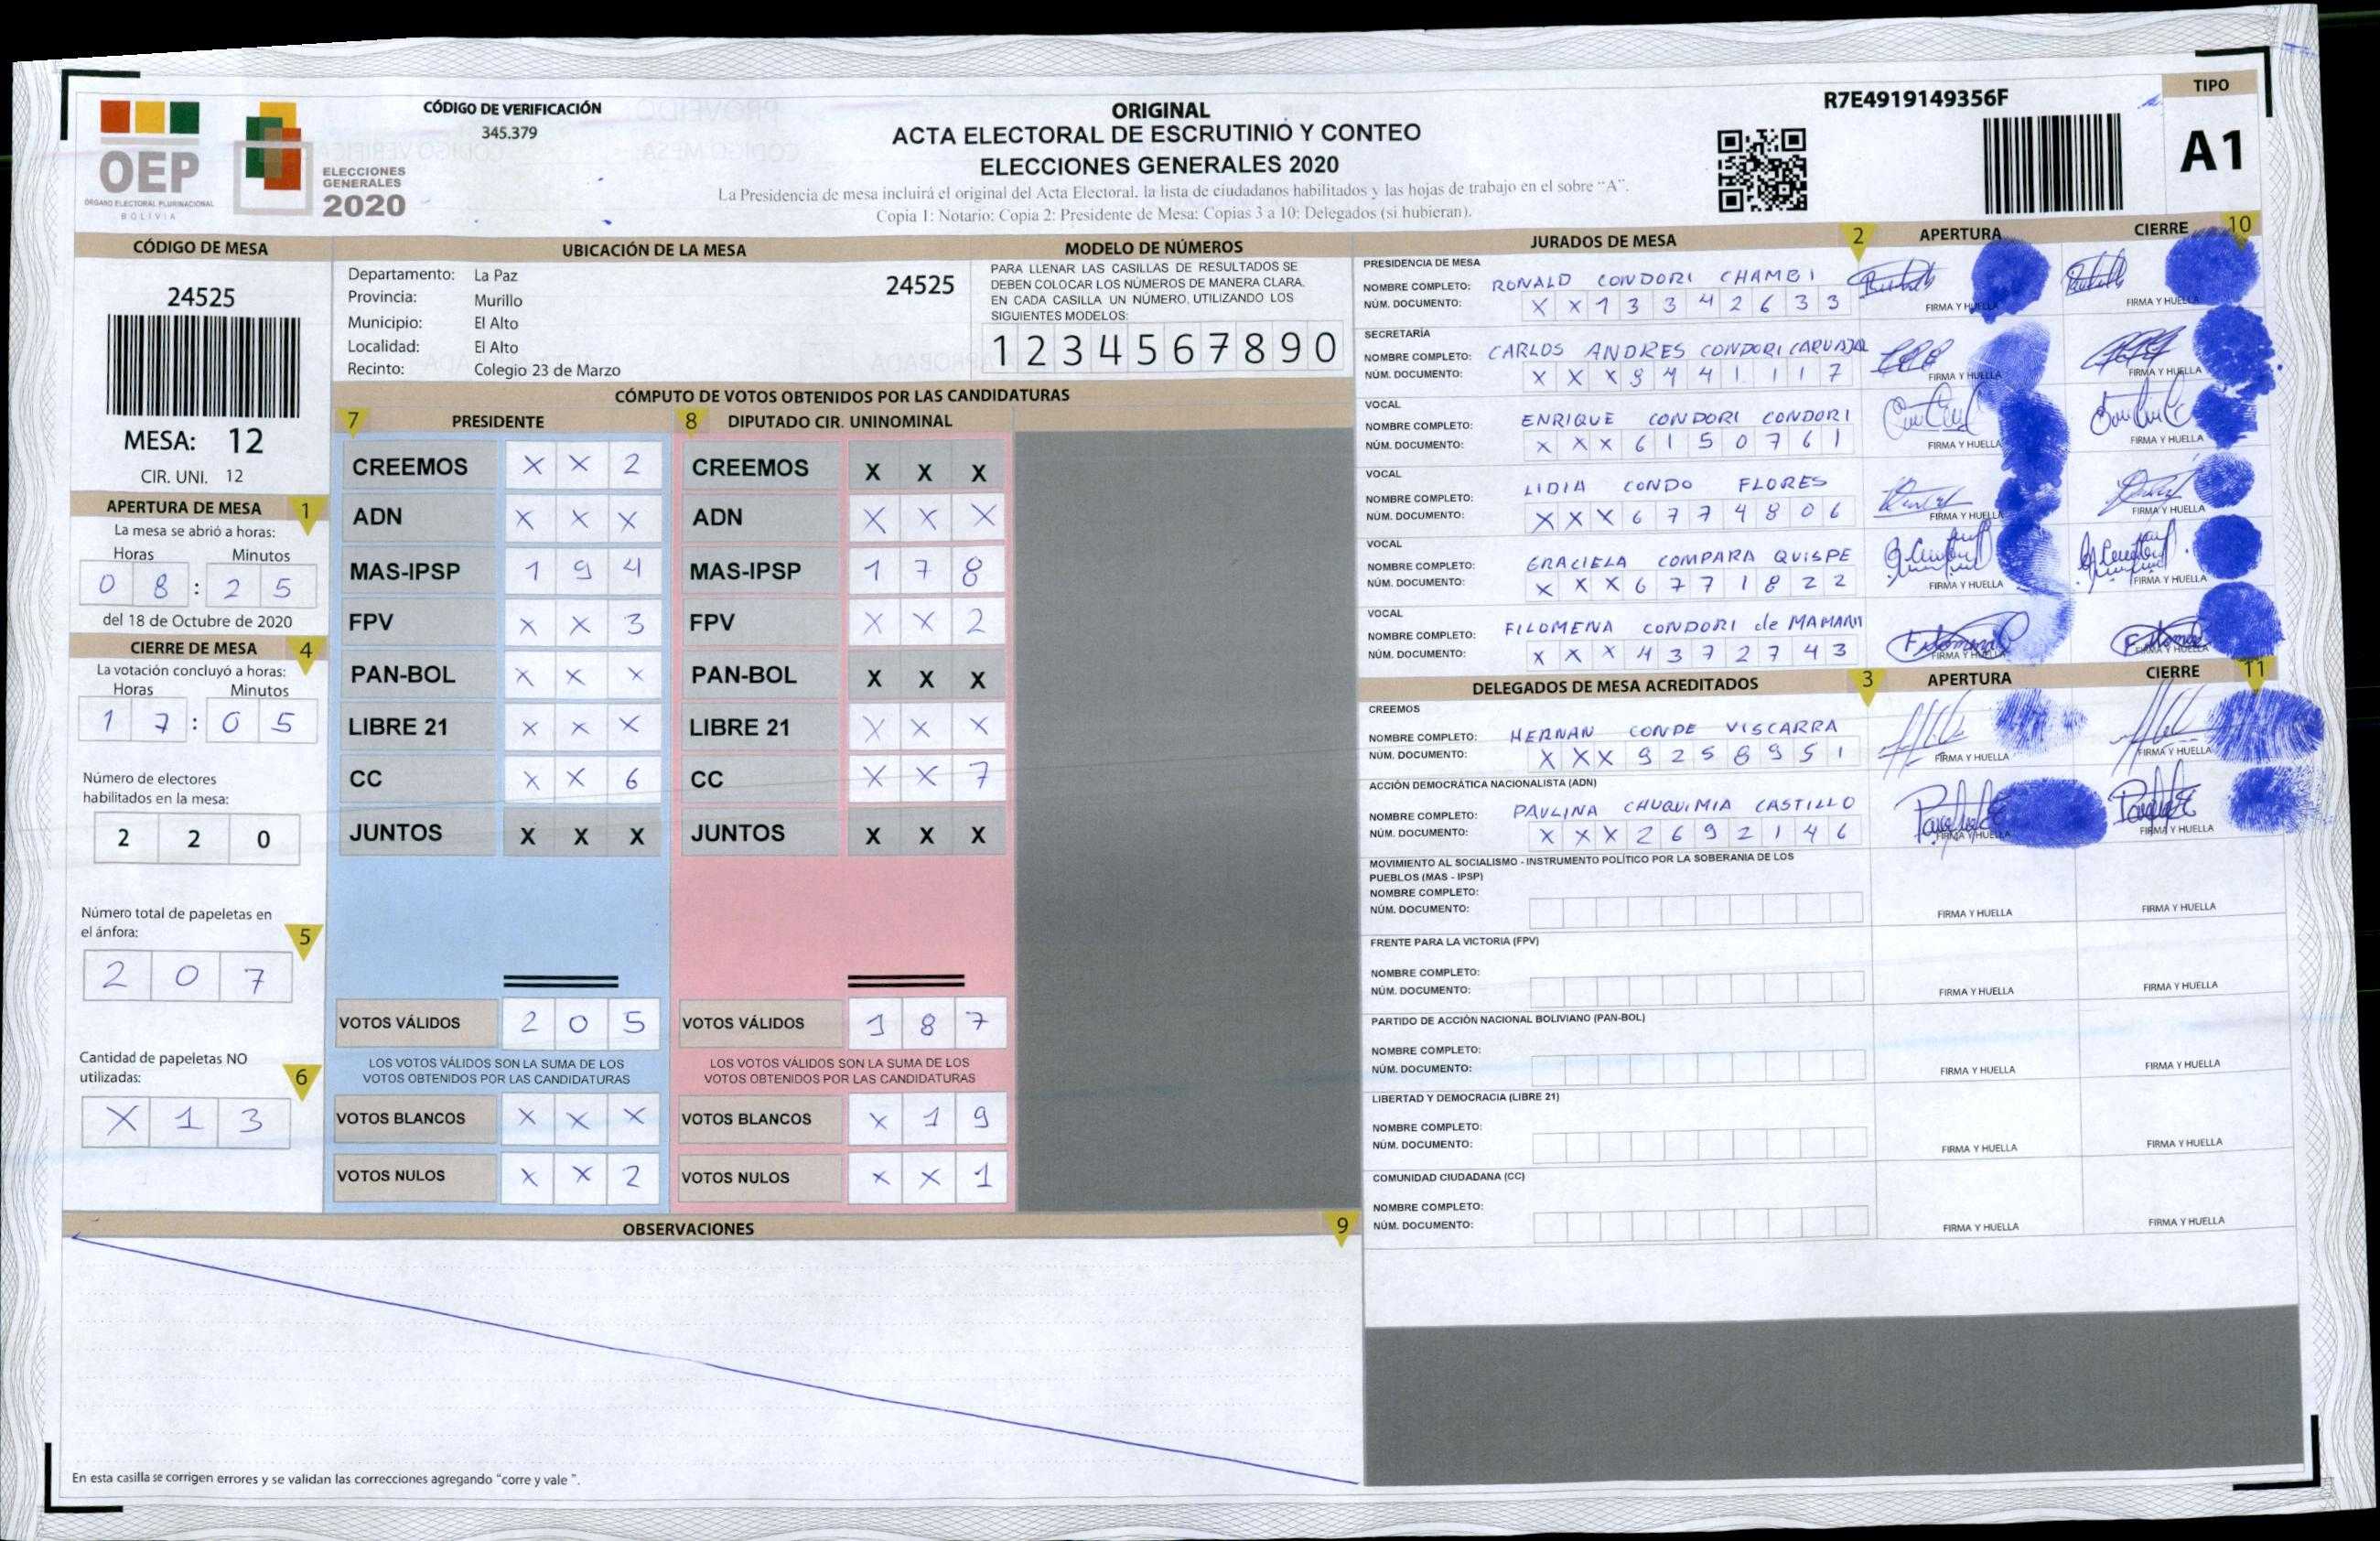 OEP
ÓRGANO ELECTORAL PLURINACIONAL
BOLIVIA
ELECCIONES
GENERALES
2020
CÓDIGO DE VERIFICACIÓN
345.379
ORIGINAL
ACTA ELECTORAL DE ESCRUTINIO Y CONTEO
ELECCIONES GENERALES 2020
La Presidencia de mesa incluirá el original del Acta Electoral, la lista de ciudadanos habilitados y las hojas de trabajo en el sobre "A".
Copia 1: Notario; Copia 2: Presidente de Mesa; Copias 3 a 10: Delegados (si hubieran).
R7E4919149356F
TIPO
A1
CÓDIGO DE MESA
24525
MESA: 12
CIR. UNI. 12
APERTURA DE MESA 1
La mesa se abrió a horas:
Horas Minutos
0 8 : 2 5
del 18 de Octubre de 2020
CIERRE DE MESA 4
La votación concluyó a horas:
Horas Minutos
1 7 : 0 5
Número de electores
habilitados en la mesa:
2 2 0
Número total de papeletas en
el ánfora: 5
2 0 7
Cantidad de papeletas NO
utilizadas: 6
X 1 3
UBICACIÓN DE LA MESA
Departamento: La Paz 24525
Provincia: Murillo
Municipio: El Alto
Localidad: El Alto
Recinto: Colegio 23 de Marzo
MODELO DE NÚMEROS
PARA LLENAR LAS CASILLAS DE RESULTADOS SE
DEBEN COLOCAR LOS NÚMEROS DE MANERA CLARA,
EN CADA CASILLA UN NÚMERO, UTILIZANDO LOS
SIGUIENTES MODELOS:
1 2 3 4 5 6 7 8 9 0
CÓMPUTO DE VOTOS OBTENIDOS POR LAS CANDIDATURAS
7 PRESIDENTE 8 DIPUTADO CIR. UNINOMINAL
CREEMOS X X 2 CREEMOS X X X
ADN X X X ADN X X X
MAS-IPSP 1 9 4 MAS-IPSP 1 7 8
FPV X X 3 FPV X X 2
PAN-BOL X X X PAN-BOL X X X
LIBRE 21 X X X LIBRE 21 X X X
CC X X 6 CC X X 7
JUNTOS X X X JUNTOS X X X
VOTOS VÁLIDOS 2 0 5 VOTOS VÁLIDOS 1 8 7
LOS VOTOS VÁLIDOS SON LA SUMA DE LOS LOS VOTOS VÁLIDOS SON LA SUMA DE LOS
VOTOS OBTENIDOS POR LAS CANDIDATURAS VOTOS OBTENIDOS POR LAS CANDIDATURAS
VOTOS BLANCOS X X X VOTOS BLANCOS X 1 9
VOTOS NULOS X X 2 VOTOS NULOS X X 1
OBSERVACIONES 9
En esta casilla se corrigen errores y se validan las correcciones agregando "corre y vale ".
JURADOS DE MESA 2 APERTURA CIERRE 10
PRESIDENCIA DE MESA
NOMBRE COMPLETO: RONALD CONDORI CHAMBI
NÚM. DOCUMENTO: X X 1 3 3 4 2 6 3 3 FIRMA Y HUELLA FIRMA Y HUELLA
SECRETARÍA
NOMBRE COMPLETO: CARLOS ANDRES CONDORI CARVAJAL
NÚM. DOCUMENTO: X X X 9 4 4 1 1 1 7 FIRMA Y HUELLA FIRMA Y HUELLA
VOCAL
NOMBRE COMPLETO: ENRIQUE CONDORI CONDORI
NÚM. DOCUMENTO: X X X 6 1 5 0 7 6 1 FIRMA Y HUELLA FIRMA Y HUELLA
VOCAL
NOMBRE COMPLETO: LIDIA CONDO FLORES
NÚM. DOCUMENTO: X X X 6 7 7 4 8 0 6 FIRMA Y HUELLA FIRMA Y HUELLA
VOCAL
NOMBRE COMPLETO: GRACIELA COMPARA QUISPE
NÚM. DOCUMENTO: X X X 6 7 7 1 8 2 2 FIRMA Y HUELLA FIRMA Y HUELLA
VOCAL
NOMBRE COMPLETO: FILOMENA CONDORI de MAMANI
NÚM. DOCUMENTO: X X X 4 3 7 2 7 4 3 FIRMA Y HUELLA FIRMA Y HUELLA
DELEGADOS DE MESA ACREDITADOS 3 APERTURA CIERRE 11
CREEMOS
NOMBRE COMPLETO: HERNAN CONDE VISCARRA
NÚM. DOCUMENTO: X X X 9 2 5 8 9 5 1 FIRMA Y HUELLA FIRMA Y HUELLA
ACCIÓN DEMOCRÁTICA NACIONALISTA (ADN)
NOMBRE COMPLETO: PAULINA CHUQUIMIA CASTILLO
NÚM. DOCUMENTO: X X X 2 6 9 2 1 4 6 FIRMA Y HUELLA FIRMA Y HUELLA
MOVIMIENTO AL SOCIALISMO - INSTRUMENTO POLÍTICO POR LA SOBERANIA DE LOS
PUEBLOS (MAS - IPSP)
NOMBRE COMPLETO:
NÚM. DOCUMENTO: FIRMA Y HUELLA FIRMA Y HUELLA
FRENTE PARA LA VICTORIA (FPV)
NOMBRE COMPLETO:
NÚM. DOCUMENTO: FIRMA Y HUELLA FIRMA Y HUELLA
PARTIDO DE ACCIÓN NACIONAL BOLIVIANO (PAN-BOL)
NOMBRE COMPLETO:
NÚM. DOCUMENTO: FIRMA Y HUELLA FIRMA Y HUELLA
LIBERTAD Y DEMOCRACIA (LIBRE 21)
NOMBRE COMPLETO:
NÚM. DOCUMENTO: FIRMA Y HUELLA FIRMA Y HUELLA
COMUNIDAD CIUDADANA (CC)
NOMBRE COMPLETO:
NÚM. DOCUMENTO: FIRMA Y HUELLA FIRMA Y HUELLA